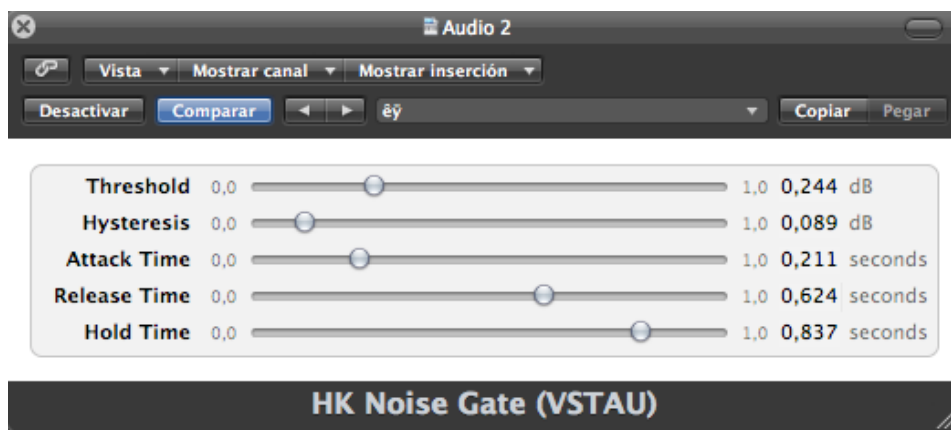 Audio 2
Vista Mostrar canal Mostrar inserción
Desactivar Comparar êÿ Copiar Pegar
Threshold 0,0 1,0 0,244 dB
Hysteresis 0,0 1,0 0,089 dB
Attack Time 0,0 1,0 0,211 seconds
Release Time 0,0 1,0 0,624 seconds
Hold Time 0,0 1,0 0,837 seconds
HK Noise Gate (VSTAU)